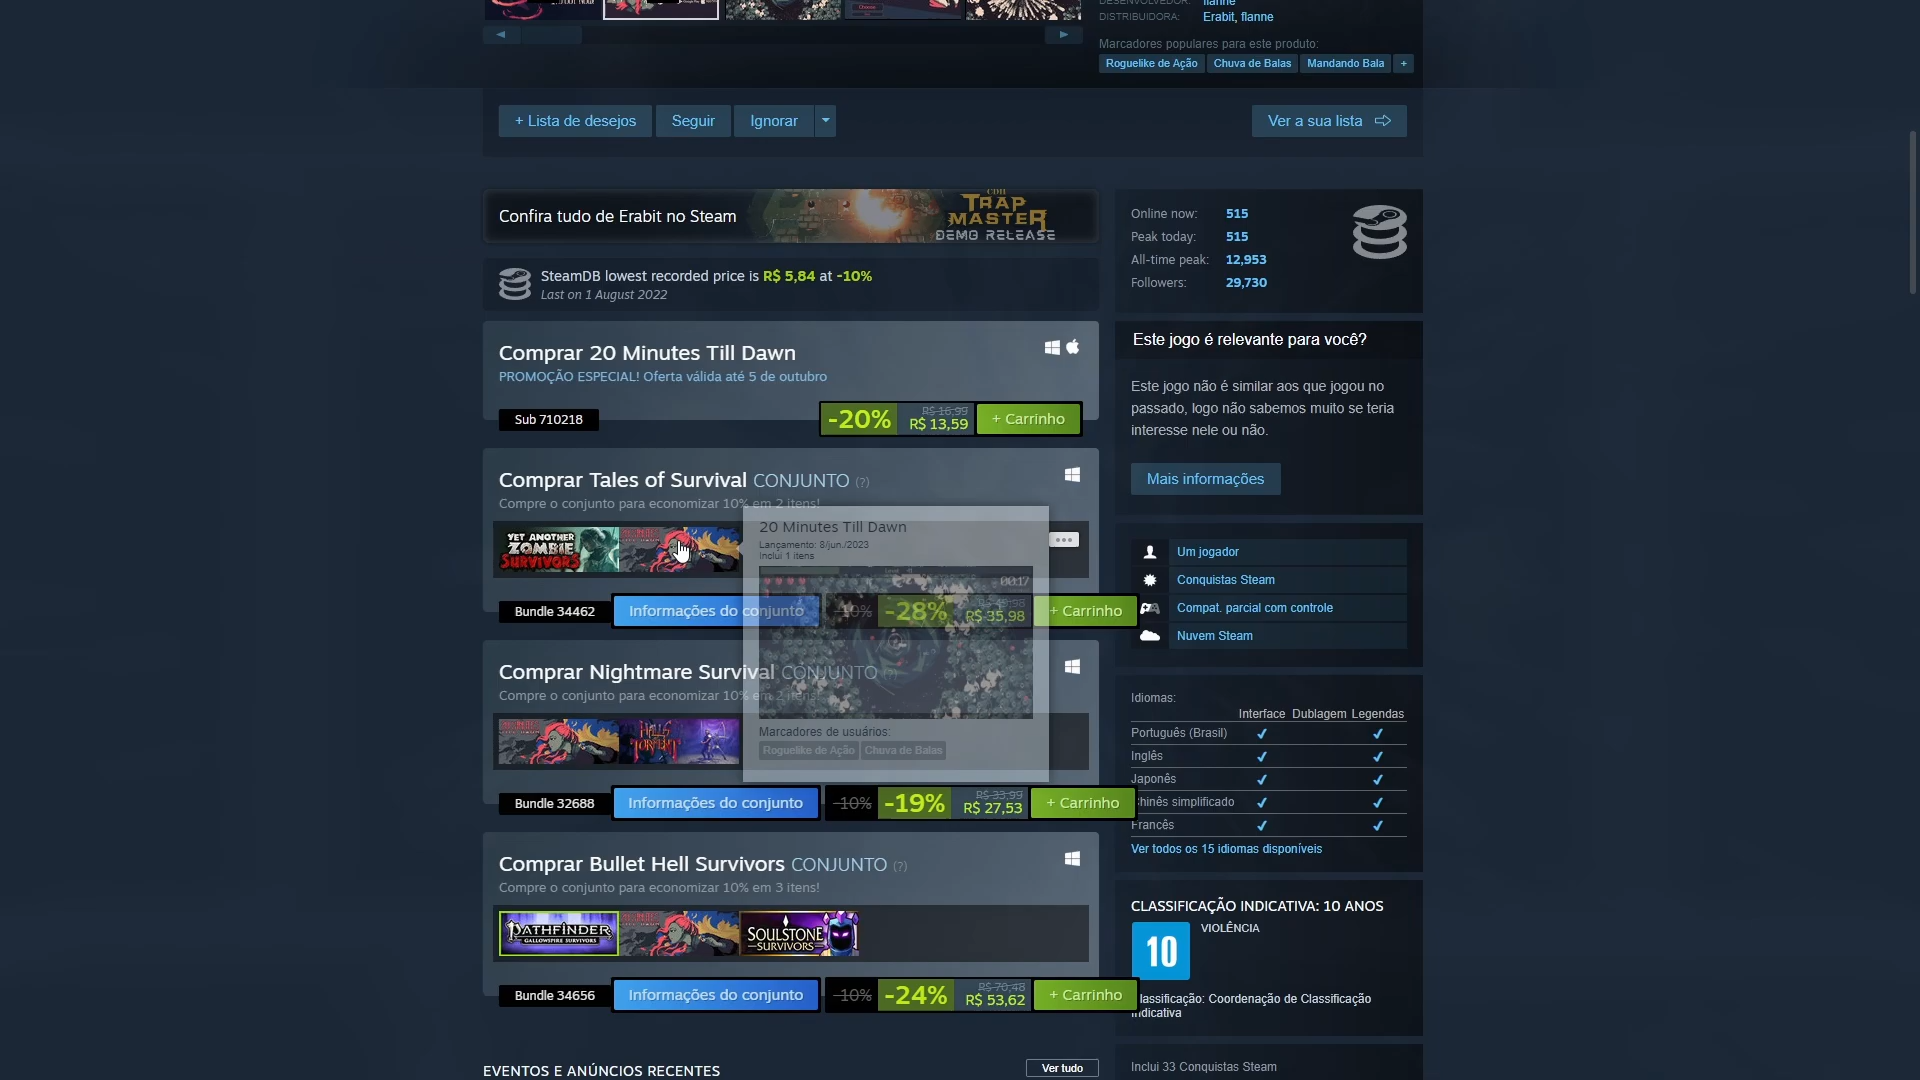 DESENVOLVEDOR: flanne
DISTRIBUIDORA: Erabit, flanne
Marcadores populares para este produto:
Roguelike de Ação Chuva de Balas Mandando Bala +
+ Lista de desejos Seguir Ignorar Ver a sua lista
Confira tudo de Erabit no Steam
TRAP MASTER
DEMO RELEASE
SteamDB lowest recorded price is R$ 5,84 at -10%
Last on 1 August 2022
Online now: 515
Peak today: 515
All-time peak: 12,953
Followers: 29,730
Comprar 20 Minutes Till Dawn
PROMOÇÃO ESPECIAL! Oferta válida até 5 de outubro
Sub 710218
-20% R$ 16,99 R$ 13,59 + Carrinho
Este jogo é relevante para você?
Este jogo não é similar aos que jogou no
passado, logo não sabemos muito se teria
interesse nele ou não.
Mais informações
Comprar Tales of Survival CONJUNTO (?)
Compre o conjunto para economizar 10% em 2 itens!
YET ANOTHER
ZOMBIE
SURVIVORS
20 Minutes Till Dawn
Lançamento: 8/jun./2023
Inclui 1 itens
00:17
Marcadores de usuários:
Roguelike de Ação Chuva de Balas
Bundle 34462 Informações do conjunto -10% -28% R$ 49,98 R$ 35,98 + Carrinho
Um jogador
Conquistas Steam
Compat. parcial com controle
Nuvem Steam
Comprar Nightmare Survival CONJUNTO (?)
Compre o conjunto para economizar 10% em 2 itens!
Bundle 32688 Informações do conjunto -10% -19% R$ 33,99 R$ 27,53 + Carrinho
Idiomas:
Interface Dublagem Legendas
Português (Brasil) ✔ ✔
Inglês ✔ ✔
Japonês ✔ ✔
Chinês simplificado ✔ ✔
Francês ✔ ✔
Ver todos os 15 idiomas disponíveis
Comprar Bullet Hell Survivors CONJUNTO (?)
Compre o conjunto para economizar 10% em 3 itens!
PATHFINDER
GALLOWSPIRE SURVIVORS
SOULSTONE
SURVIVORS
Bundle 34656 Informações do conjunto -10% -24% R$ 70,48 R$ 53,62 + Carrinho
CLASSIFICAÇÃO INDICATIVA: 10 ANOS
10
VIOLÊNCIA
Classificação: Coordenação de Classificação
Indicativa
EVENTOS E ANÚNCIOS RECENTES Ver tudo
Inclui 33 Conquistas Steam